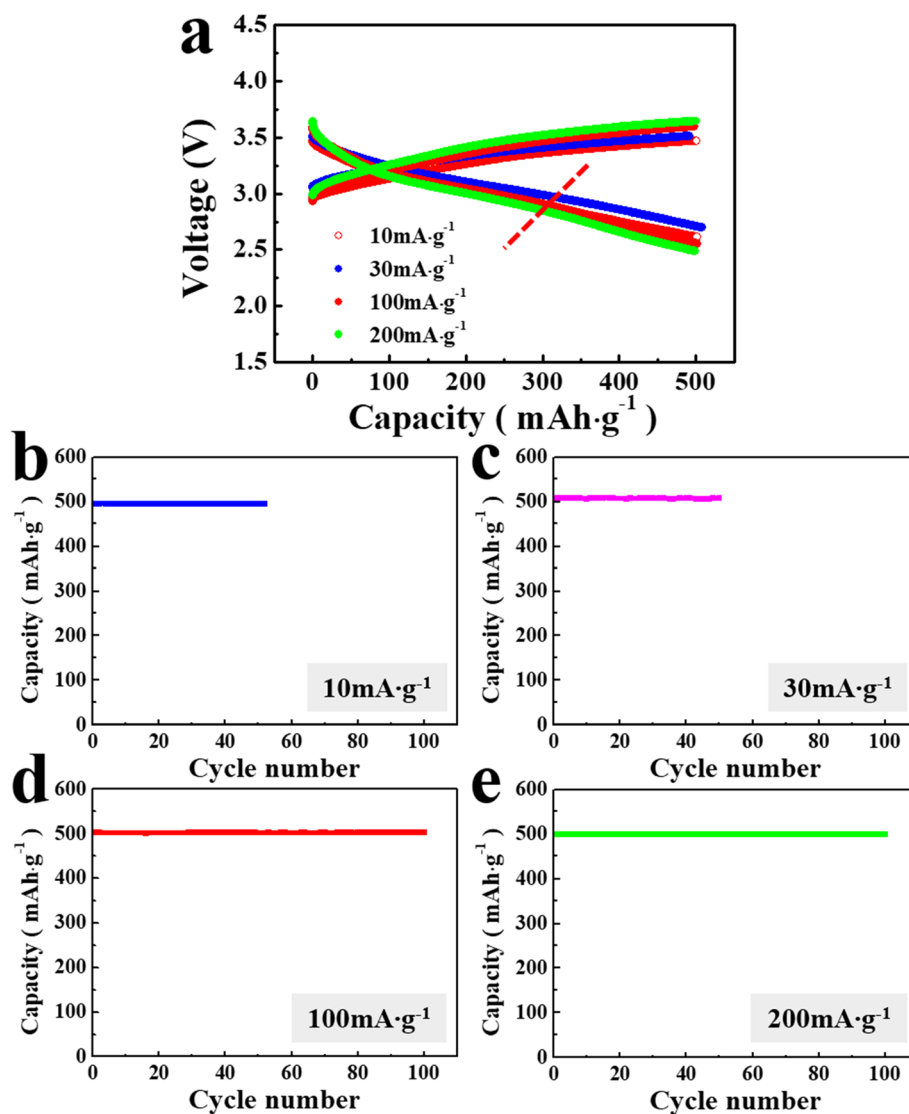 a
4.5
4.0
3.5
3.0
2.5
2.0
1.5
Voltage (V)
10mA·g⁻¹
30mA·g⁻¹
100mA·g⁻¹
200mA·g⁻¹
0 100 200 300 400 500
Capacity ( mAh·g⁻¹ )
b
600
500
400
300
200
100
0
Capacity ( mAh·g⁻¹ )
10mA·g⁻¹
0 20 40 60 80 100
Cycle number
c
600
500
400
300
200
100
0
Capacity ( mAh·g⁻¹ )
30mA·g⁻¹
0 20 40 60 80 100
Cycle number
d
600
500
400
300
200
100
0
Capacity ( mAh·g⁻¹ )
100mA·g⁻¹
0 20 40 60 80 100
Cycle number
e
600
500
400
300
200
100
0
Capacity ( mAh·g⁻¹ )
200mA·g⁻¹
0 20 40 60 80 100
Cycle number